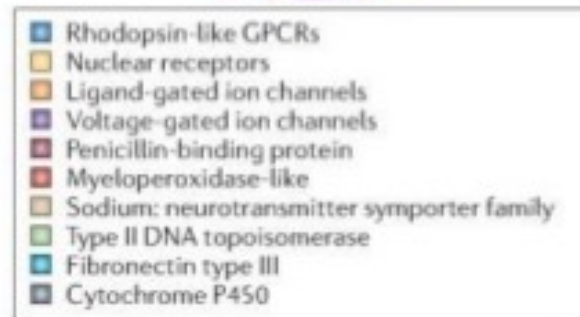 Rhodopsin-like GPCRs
Nuclear receptors
Ligand-gated ion channels
Voltage-gated ion channels
Penicillin-binding protein
Myeloperoxidase-like
Sodium: neurotransmitter symporter family
Type II DNA topoisomerase
Fibronectin type III
Cytochrome P450